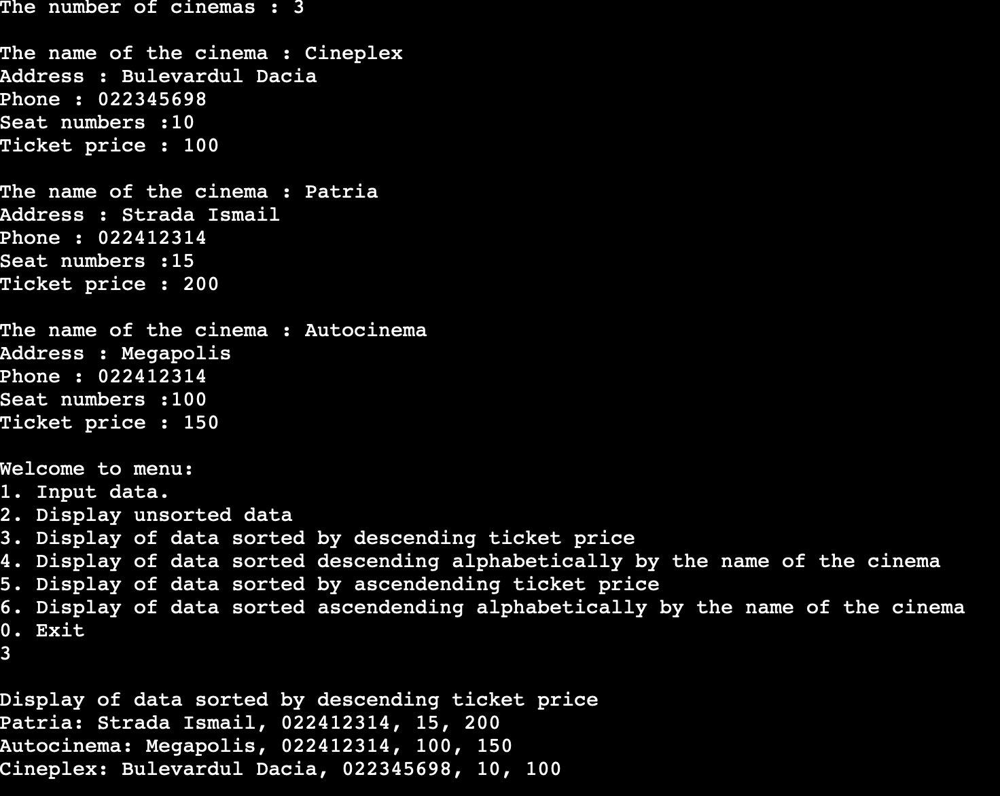 The number of cinemas : 3
The name of the cinema : Cineplex
Address : Bulevardul Dacia
Phone : 022345698
Seat numbers :10
Ticket price : 100
The name of the cinema : Patria
Address : Strada Ismail
Phone : 022412314
Seat numbers :15
Ticket price : 200
The name of the cinema : Autocinema
Address : Megapolis
Phone : 022412314
Seat numbers :100
Ticket price : 150
Welcome to menu:
1. Input data.
2. Display unsorted data
3. Display of data sorted by descending ticket price
4. Display of data sorted descending alphabetically by the name of the cinema
5. Display of data sorted by ascendending ticket price
6. Display of data sorted ascendending alphabetically by the name of the cinema
0. Exit
3
Display of data sorted by descending ticket price
Patria: Strada Ismail, 022412314, 15, 200
Autocinema: Megapolis, 022412314, 100, 150
Cineplex: Bulevardul Dacia, 022345698, 10, 100